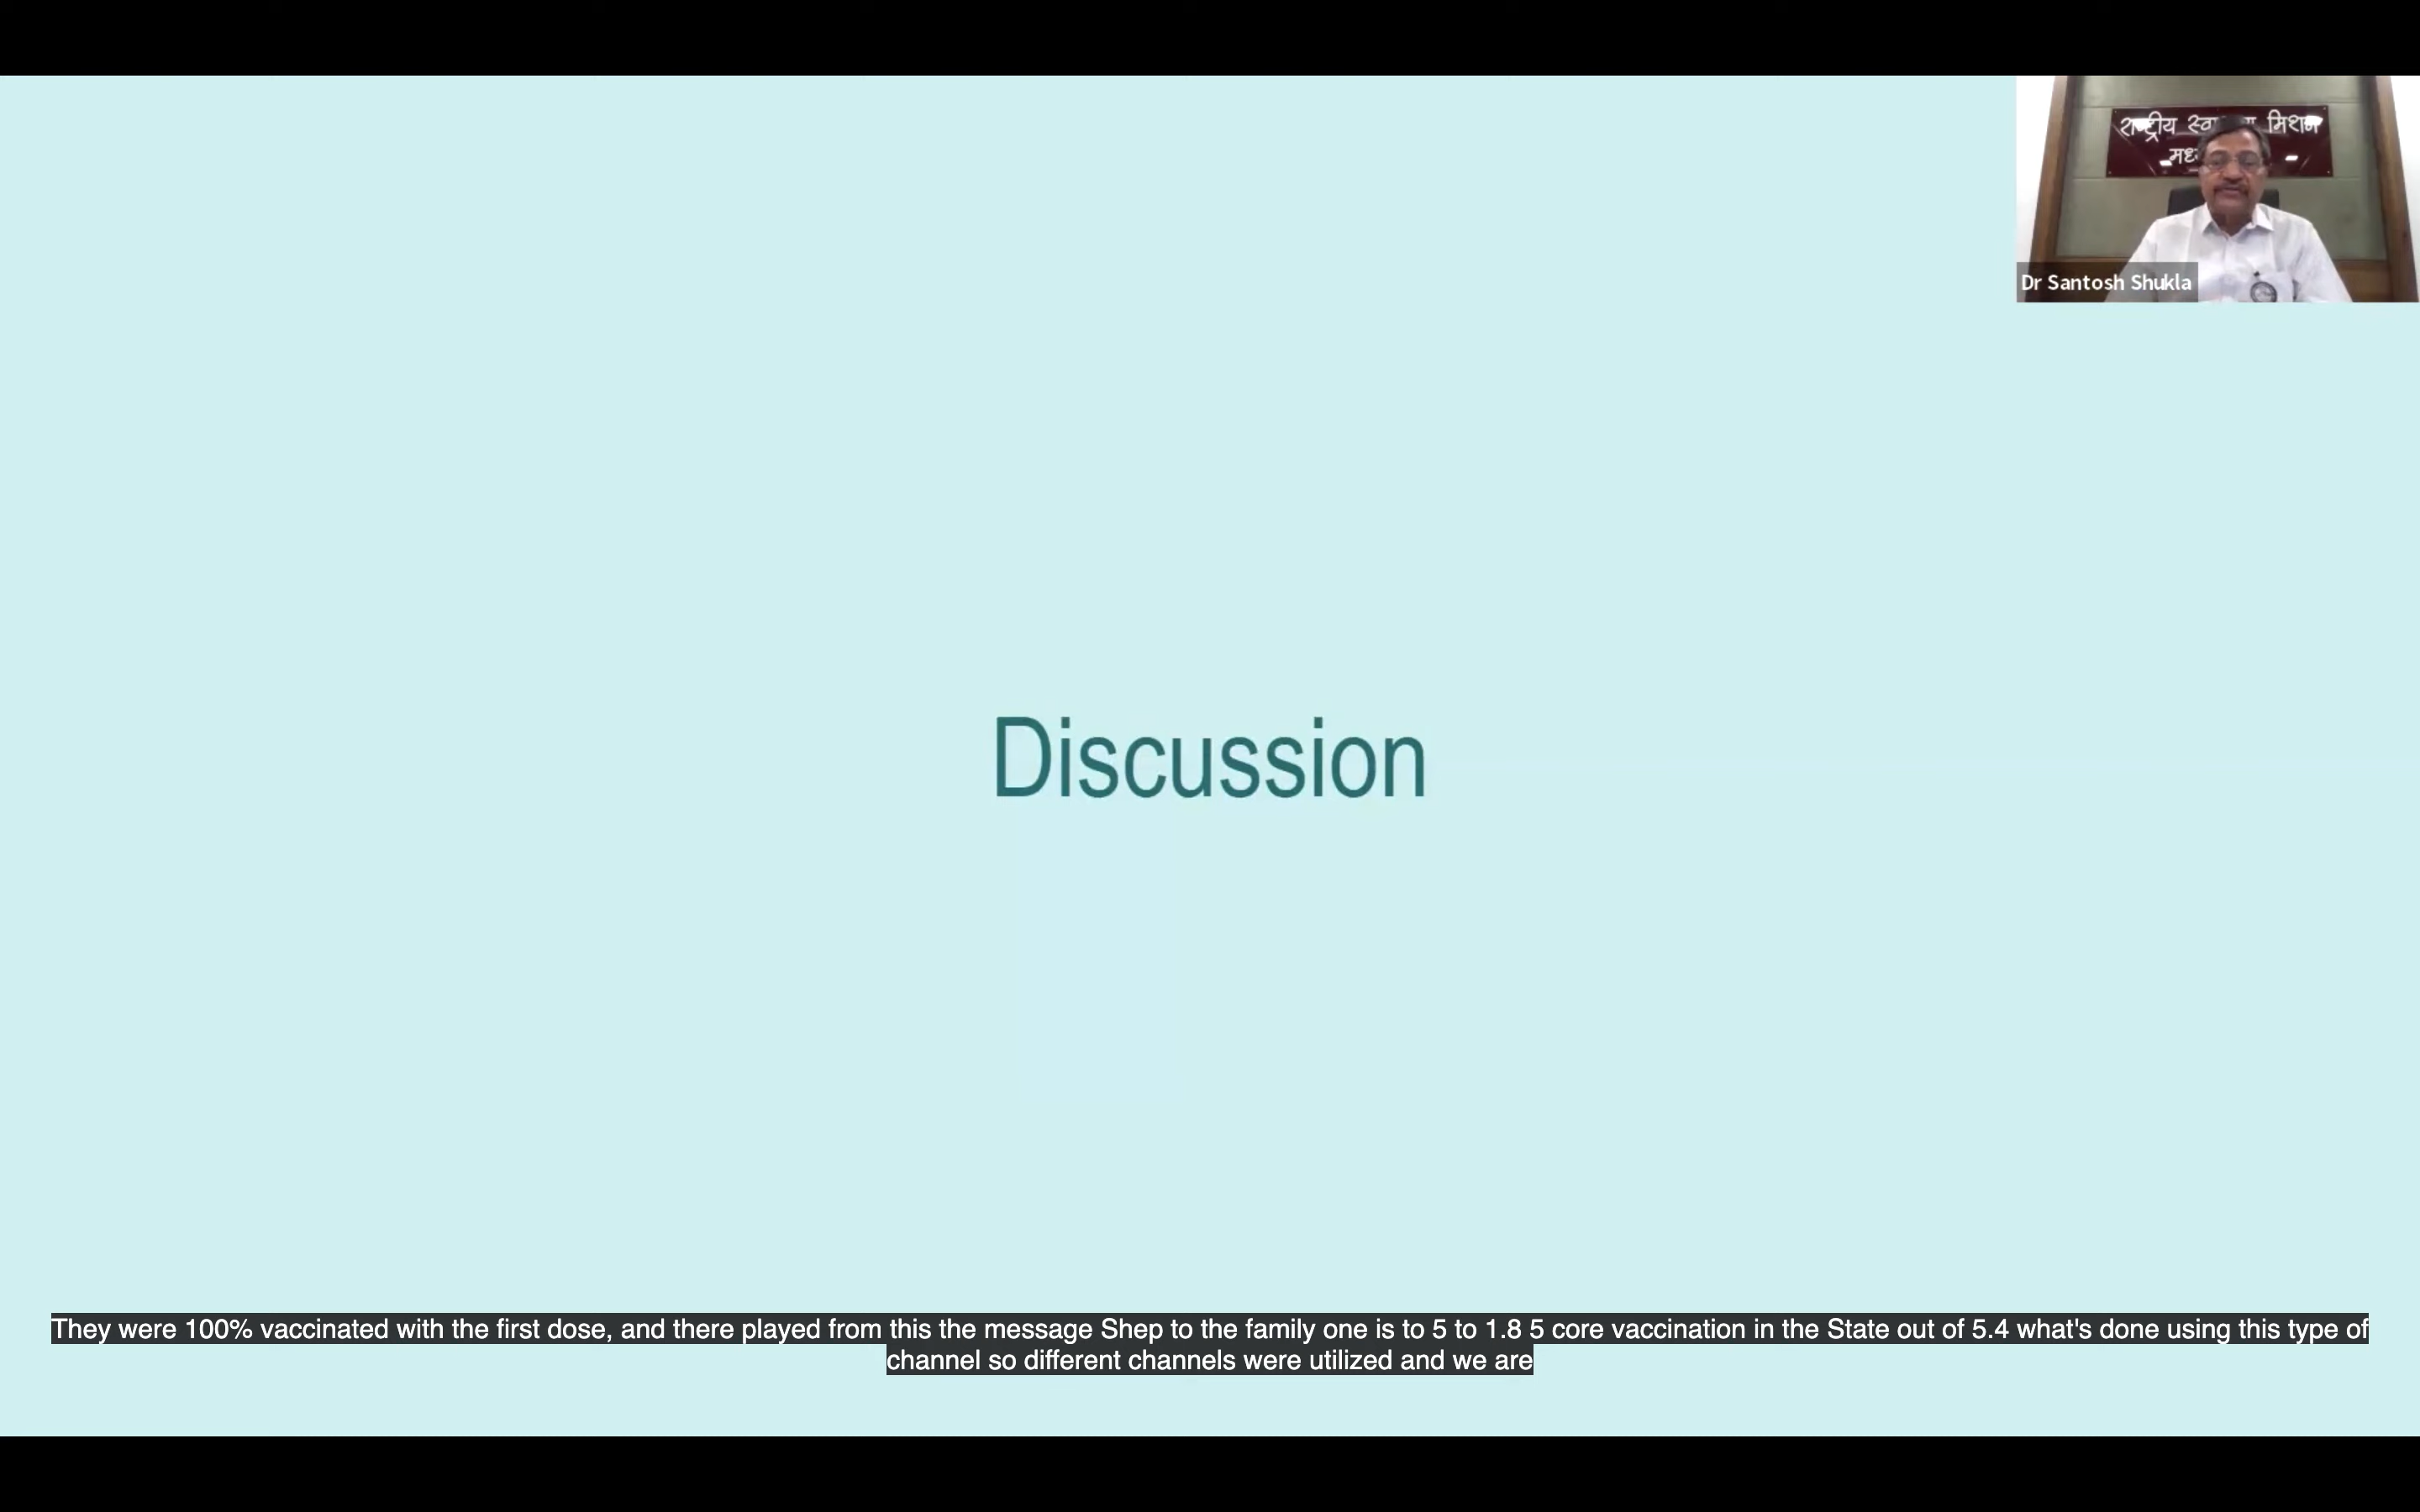 राष्ट्रीय मिशन
Dr Santosh Shukla
Discussion
They were 100% vaccinated with the first dose, and there played from this the message Shep to the family one is to 5 to 1.8 5 core vaccination in the State out of 5.4 what's done using this type of
channel so different channels were utilized and we are